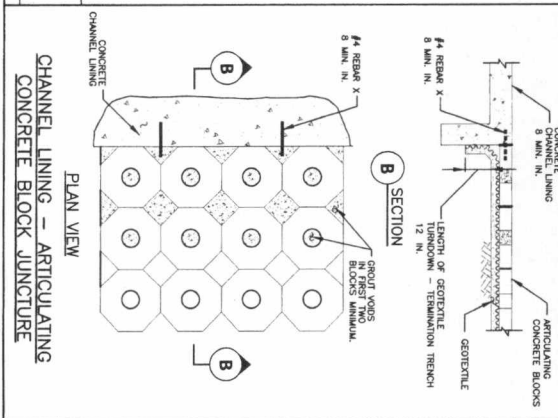 CONCRETE
CHANNEL LINING
8 MIN. IN.
#4 REBAR X
8 MIN. IN.
ARTICULATING
CONCRETE BLOCKS
GEOTEXTILE
LENGTH OF GEOTEXTILE
TURNDOWN – TERMINATION TRENCH
12 IN.
B SECTION
#4 REBAR X
8 MIN. IN.
CONCRETE
CHANNEL LINING
B
B
GROUT VOIDS
IN FIRST TWO
BLOCKS MINIMUM.
PLAN VIEW
CHANNEL LINING – ARTICULATING
CONCRETE BLOCK JUNCTURE